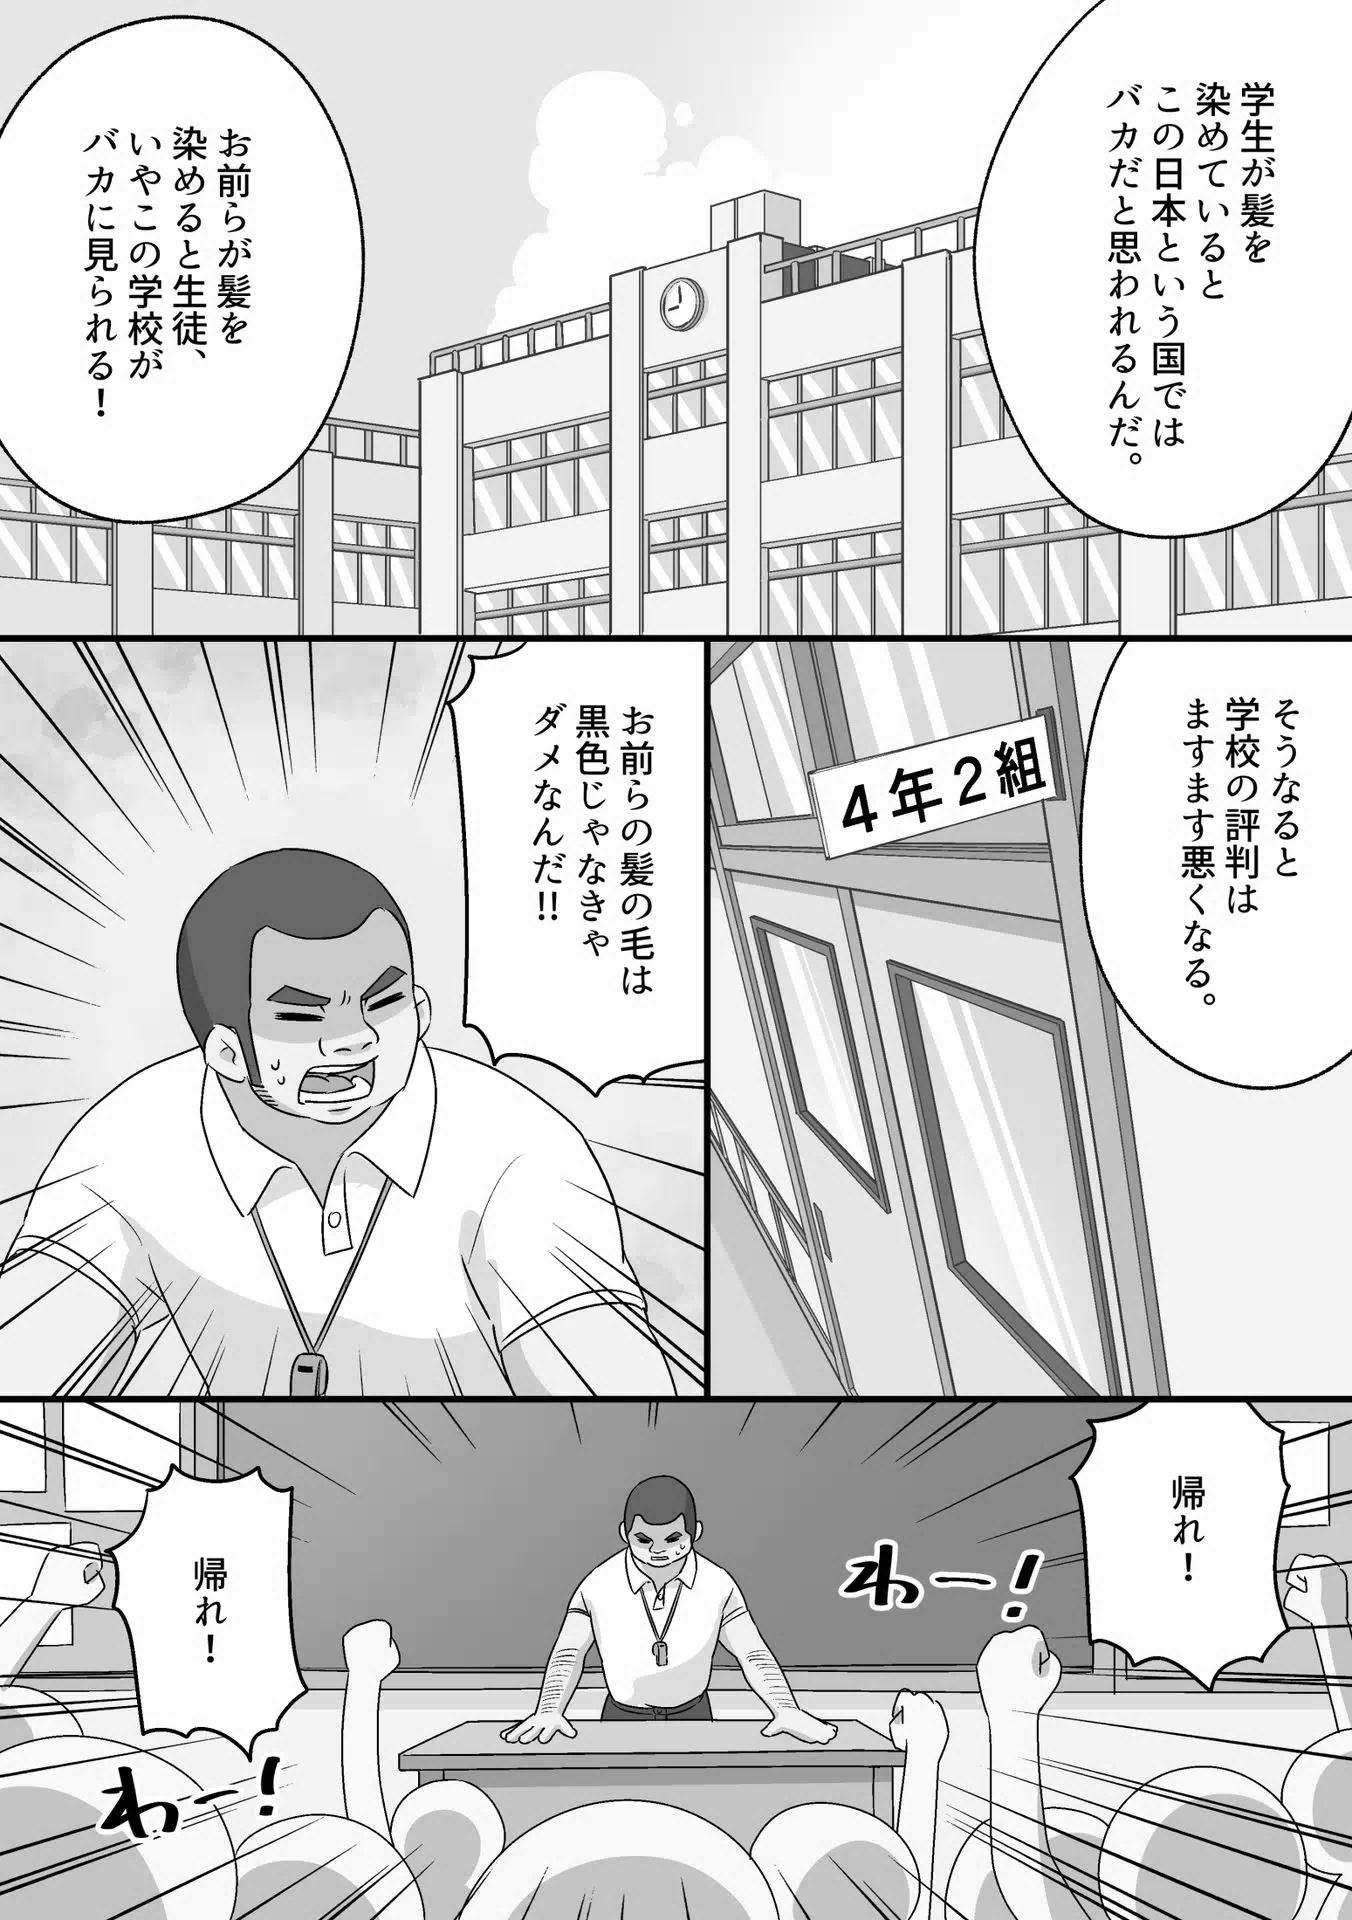 学生が髪を
染めていると
この日本という国では
バカだと思われるんだ。
お前らが髪を
染めると生徒、
いやこの学校が
バカに見られる！
そうなると
学校の評判は
ますます悪くなる。
4年2組
お前らの髪の毛は
黒色じゃなきゃ
ダメなんだ!!
帰れ！
わー！
帰れ！
わー！